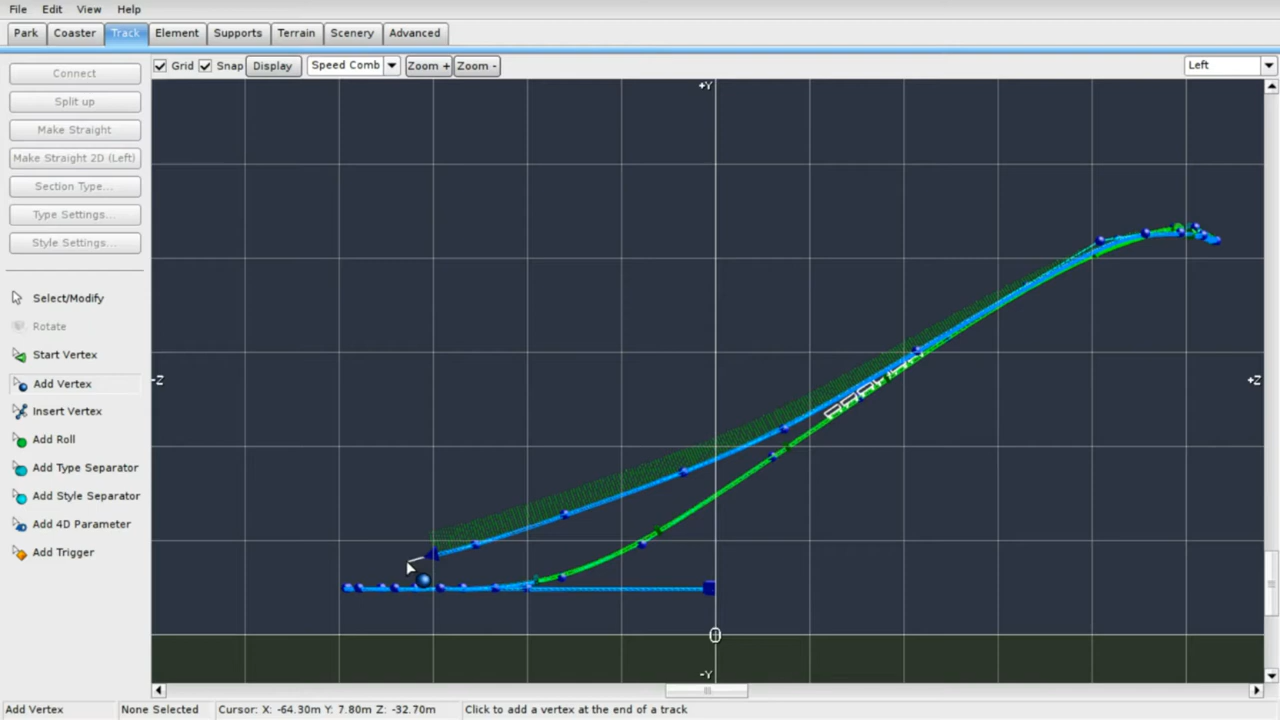 File Edit View Help
Park Coaster Track Element Supports Terrain Scenery Advanced
Grid Snap Display Speed Comb Zoom + Zoom - Left
Connect
Split up
Make Straight
Make Straight 2D (Left)
Section Type...
Type Settings...
Style Settings...
Select/Modify
Rotate
Start Vertex
Add Vertex
Insert Vertex
Add Roll
Add Type Separator
Add Style Separator
Add 4D Parameter
Add Trigger
+Y
-Z
+Z
0
-Y
Add Vertex None Selected Cursor: X: -64.30m Y: 7.80m Z: -32.70m Click to add a vertex at the end of a track